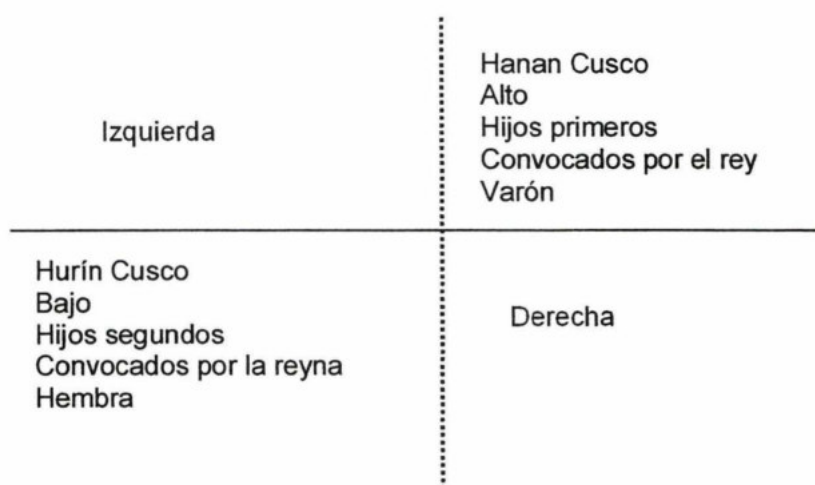 Izquierda
Hanan Cusco
Alto
Hijos primeros
Convocados por el rey
Varón
Hurín Cusco
Bajo
Hijos segundos
Convocados por la reyna
Hembra
Derecha